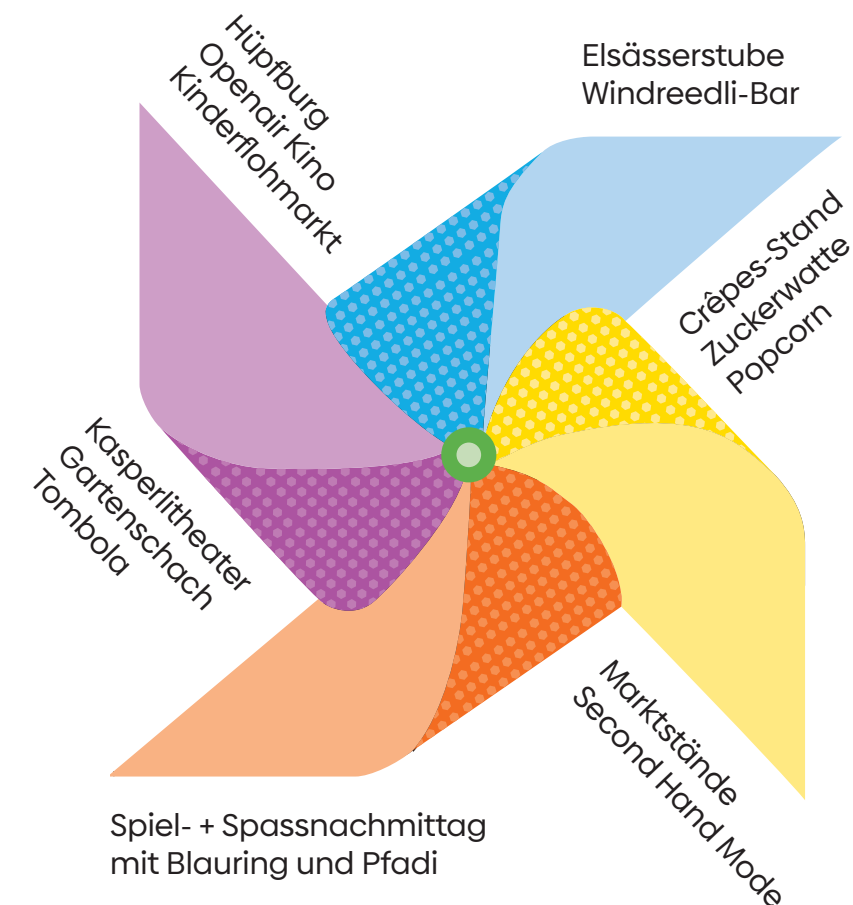 Hüpfburg
Openair Kino
Kinderflohmarkt
Elsässerstube
Windreedli-Bar
Crêpes-Stand
Zuckerwatte
Popcorn
Kasperlitheater
Gartenschach
Tombola
Marktstände
Second Hand Mode
Spiel- + Spassnachmittag
mit Blauring und Pfadi